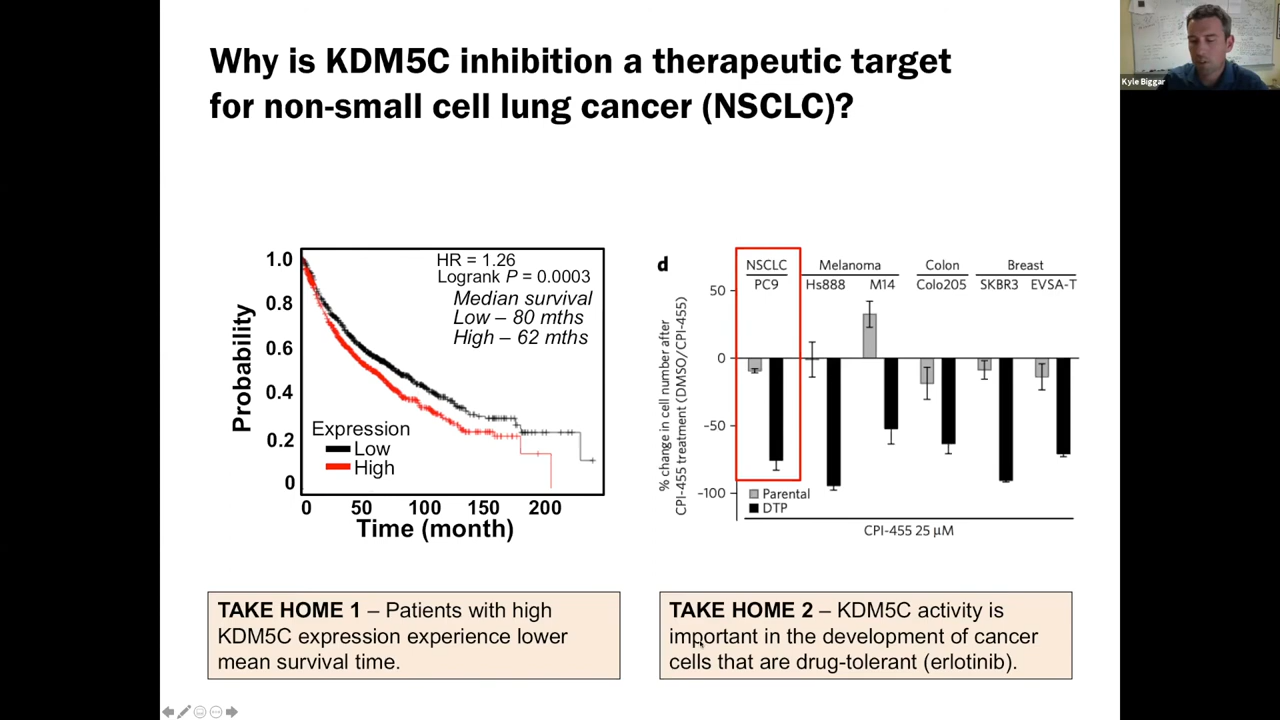 Why is KDM5C inhibition a therapeutic target
for non-small cell lung cancer (NSCLC)?
Kyle Biggar
1.0
0.8
0.6
0.4
0.2
0
Probability
HR = 1.26
Logrank P = 0.0003
Median survival
Low – 80 mths
High – 62 mths
Expression
Low
High
0 50 100 150 200
Time (month)
d
NSCLC Melanoma Colon Breast
PC9 Hs888 M14 Colo205 SKBR3 EVSA-T
50
0
-50
-100
% change in cell number after
CPI-455 treatment (DMSO/CPI-455)
Parental
DTP
CPI-455 25 μM
TAKE HOME 1 – Patients with high
KDM5C expression experience lower
mean survival time.
TAKE HOME 2 – KDM5C activity is
important in the development of cancer
cells that are drug-tolerant (erlotinib).